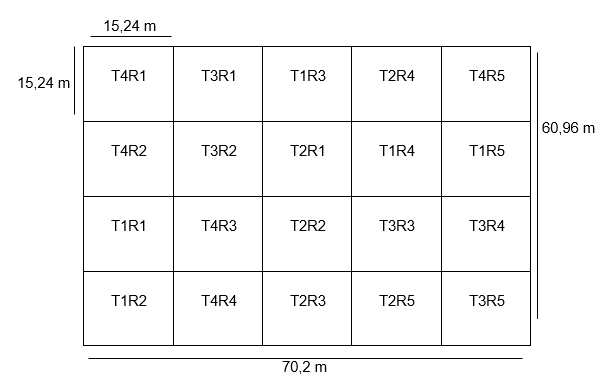 15,24 m
15,24 m
T4R1 T3R1 T1R3 T2R4 T4R5
60,96 m
T4R2 T3R2 T2R1 T1R4 T1R5
T1R1 T4R3 T2R2 T3R3 T3R4
T1R2 T4R4 T2R3 T2R5 T3R5
70,2 m